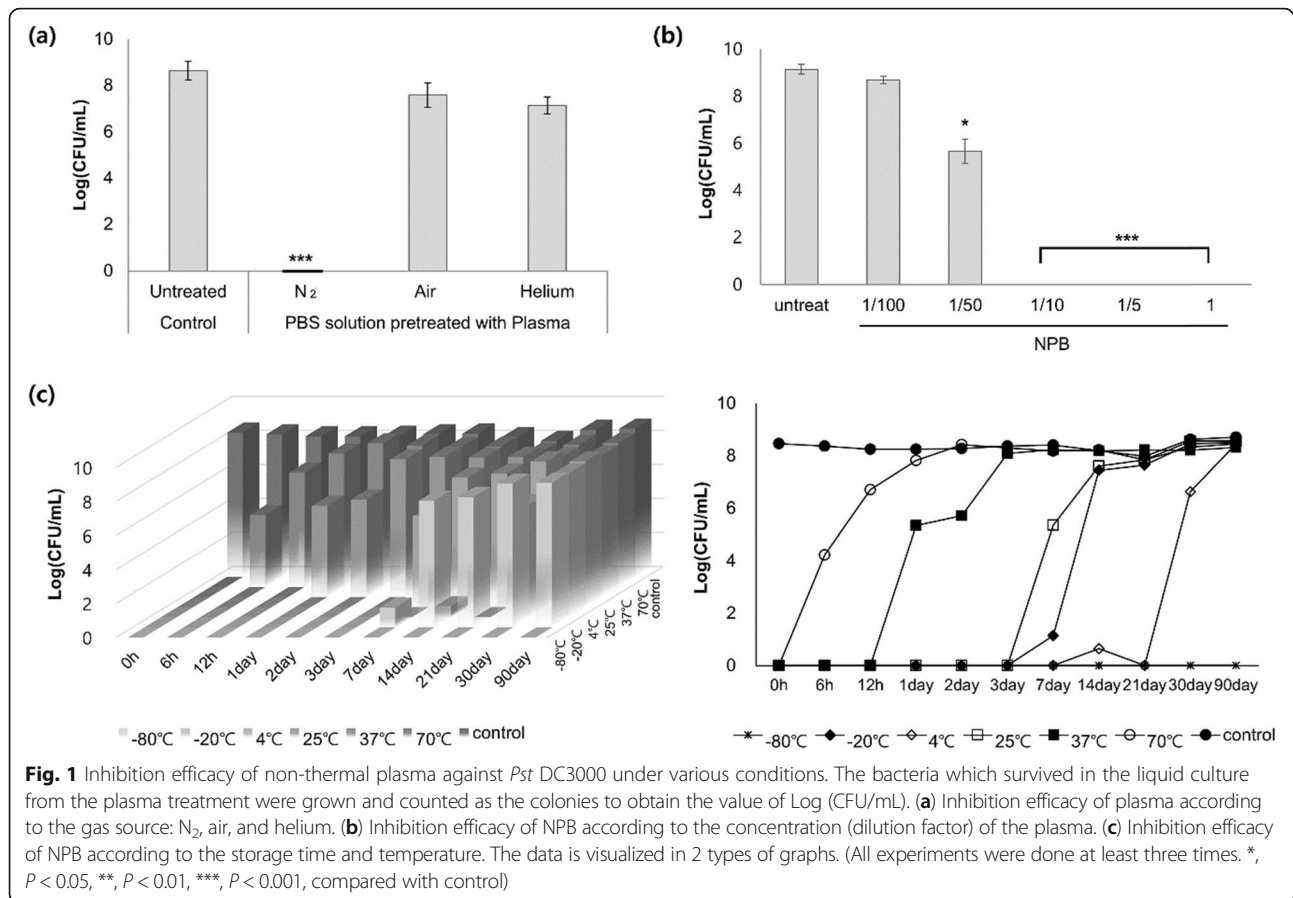 (a)
10
8
6
4
2
0
Log(CFU/mL)
***
Untreated N₂ Air Helium
Control PBS solution pretreated with Plasma
(b)
10
8
6
4
2
0
Log(CFU/mL)
*
***
untreat 1/100 1/50 1/10 1/5 1
NPB
(c)
10
8
6
4
2
0
Log(CFU/mL)
0h 6h 12h 1day 2day 3day 7day 14day 21day 30day 90day
-80℃ -20℃ 4℃ 25℃ 37℃ 70℃ control
-80℃ -20℃ 4℃ 25℃ 37℃ 70℃ control
10
8
6
4
2
0
Log(CFU/mL)
0h 6h 12h 1day 2day 3day 7day 14day 21day 30day 90day
-80℃ -20℃ 4℃ 25℃ 37℃ 70℃ control
Fig. 1 Inhibition efficacy of non-thermal plasma against Pst DC3000 under various conditions. The bacteria which survived in the liquid culture
from the plasma treatment were grown and counted as the colonies to obtain the value of Log (CFU/mL). (a) Inhibition efficacy of plasma according
to the gas source: N₂, air, and helium. (b) Inhibition efficacy of NPB according to the concentration (dilution factor) of the plasma. (c) Inhibition efficacy
of NPB according to the storage time and temperature. The data is visualized in 2 types of graphs. (All experiments were done at least three times. *,
P < 0.05, **, P < 0.01, ***, P < 0.001, compared with control)